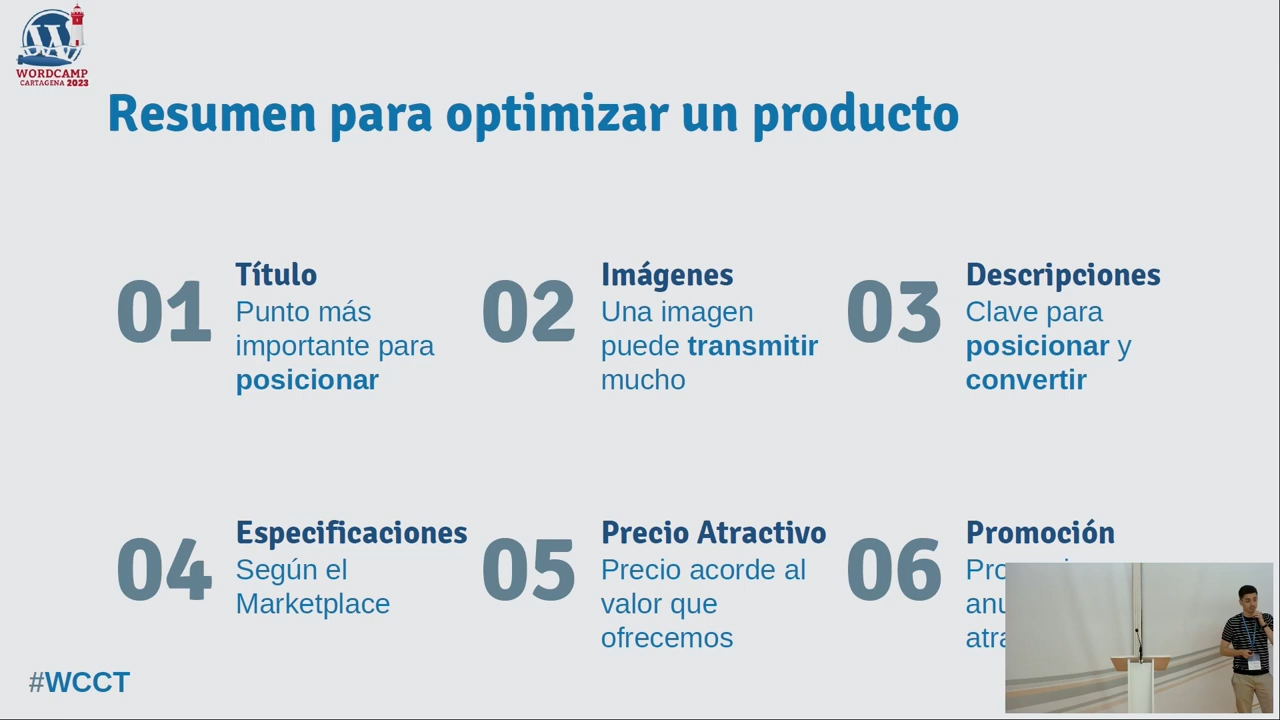 WORDCAMP
CARTAGENA 2023
Resumen para optimizar un producto
01
Título
Punto más
importante para
posicionar
02
Imágenes
Una imagen
puede transmitir
mucho
03
Descripciones
Clave para
posicionar y
convertir
04
Especificaciones
Según el
Marketplace
05
Precio Atractivo
Precio acorde al
valor que
ofrecemos
06
Promoción
#WCCT